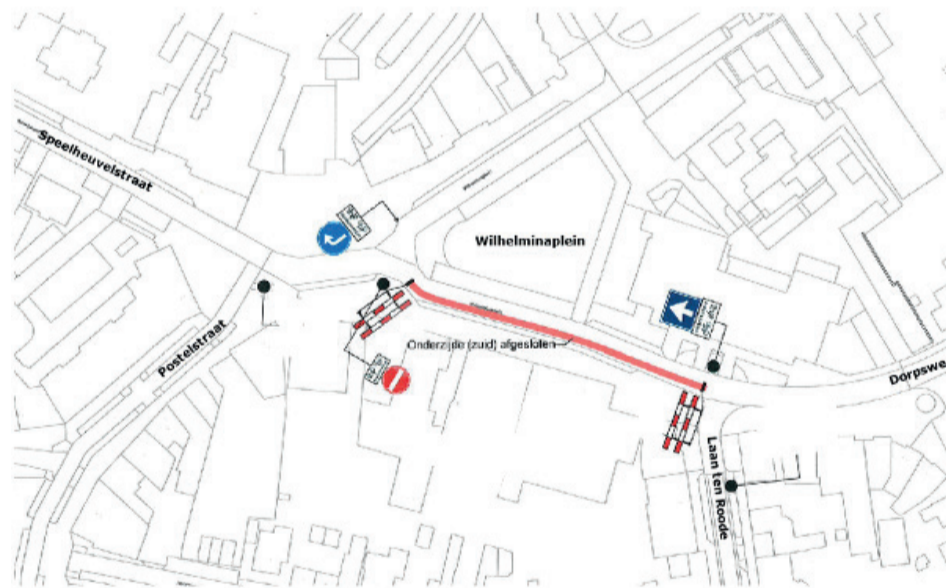 Speelheuvelstraat
Wilhelminaplein
Postelstraat
Onderzijde (zuid) afgesloten
Dorpswe
Laan ten Roode